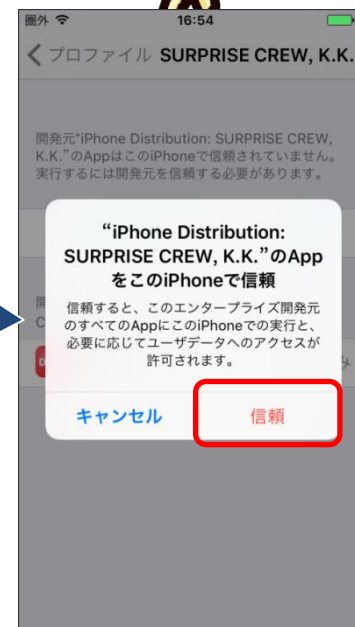 圏外 16:54
プロファイル SURPRISE CREW, K.K.
開発元"iPhone Distribution: SURPRISE CREW,
K.K."のAppはこのiPhoneで信頼されていません。
実行するには開発元を信頼する必要があります。
“iPhone Distribution:
SURPRISE CREW, K.K.”のApp
をこのiPhoneで信頼
信頼すると、このエンタープライズ開発元
のすべてのAppにこのiPhoneでの実行と、
必要に応じてユーザデータへのアクセスが
許可されます。
キャンセル 信頼